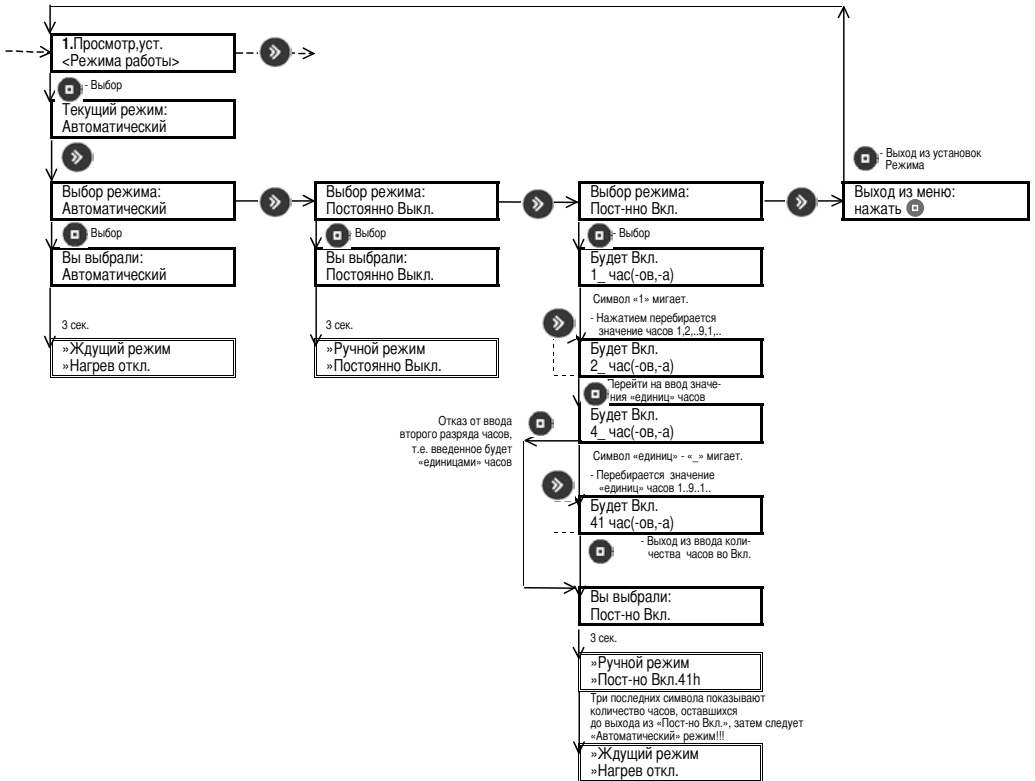 1.Просмотр,уст.
<Режима работы>
- Выбор
Текущий режим:
Автоматический
- Выход из установок
Режима
Выбор режима:
Автоматический
Выбор режима:
Постоянно Выкл.
Выбор режима:
Пост-нно Вкл.
Выход из меню:
нажать
Выбор
Выбор
- Выбор
Вы выбрали:
Автоматический
Вы выбрали:
Постоянно Выкл.
Будет Вкл.
1_ час(-ов,-а)
Символ «1» мигает.
3 сек.
3 сек.
- Нажатием перебирается
значение часов 1,2,..9,1,..
»Ждущий режим
»Нагрев откл.
»Ручной режим
»Постоянно Выкл.
Будет Вкл.
2_ час(-ов,-а)
Перейти на ввод значе-
ния «единиц» часов
Будет Вкл.
4_ час(-ов,-а)
Отказ от ввода
второго разряда часов,
т.е. введенное будет
«единицами» часов
Символ «единиц» - «_» мигает.
- Перебирается значение
«единиц» часов 1..9..1..
Будет Вкл.
41 час(-ов,-а)
- Выход из ввода коли-
чества часов во Вкл.
Вы выбрали:
Пост-но Вкл.
3 сек.
»Ручной режим
»Пост-но Вкл.41h
Три последних символа показывают
количество часов, оставшихся
до выхода из «Пост-но Вкл.», затем следует
«Автоматический» режим!!!
»Ждущий режим
»Нагрев откл.